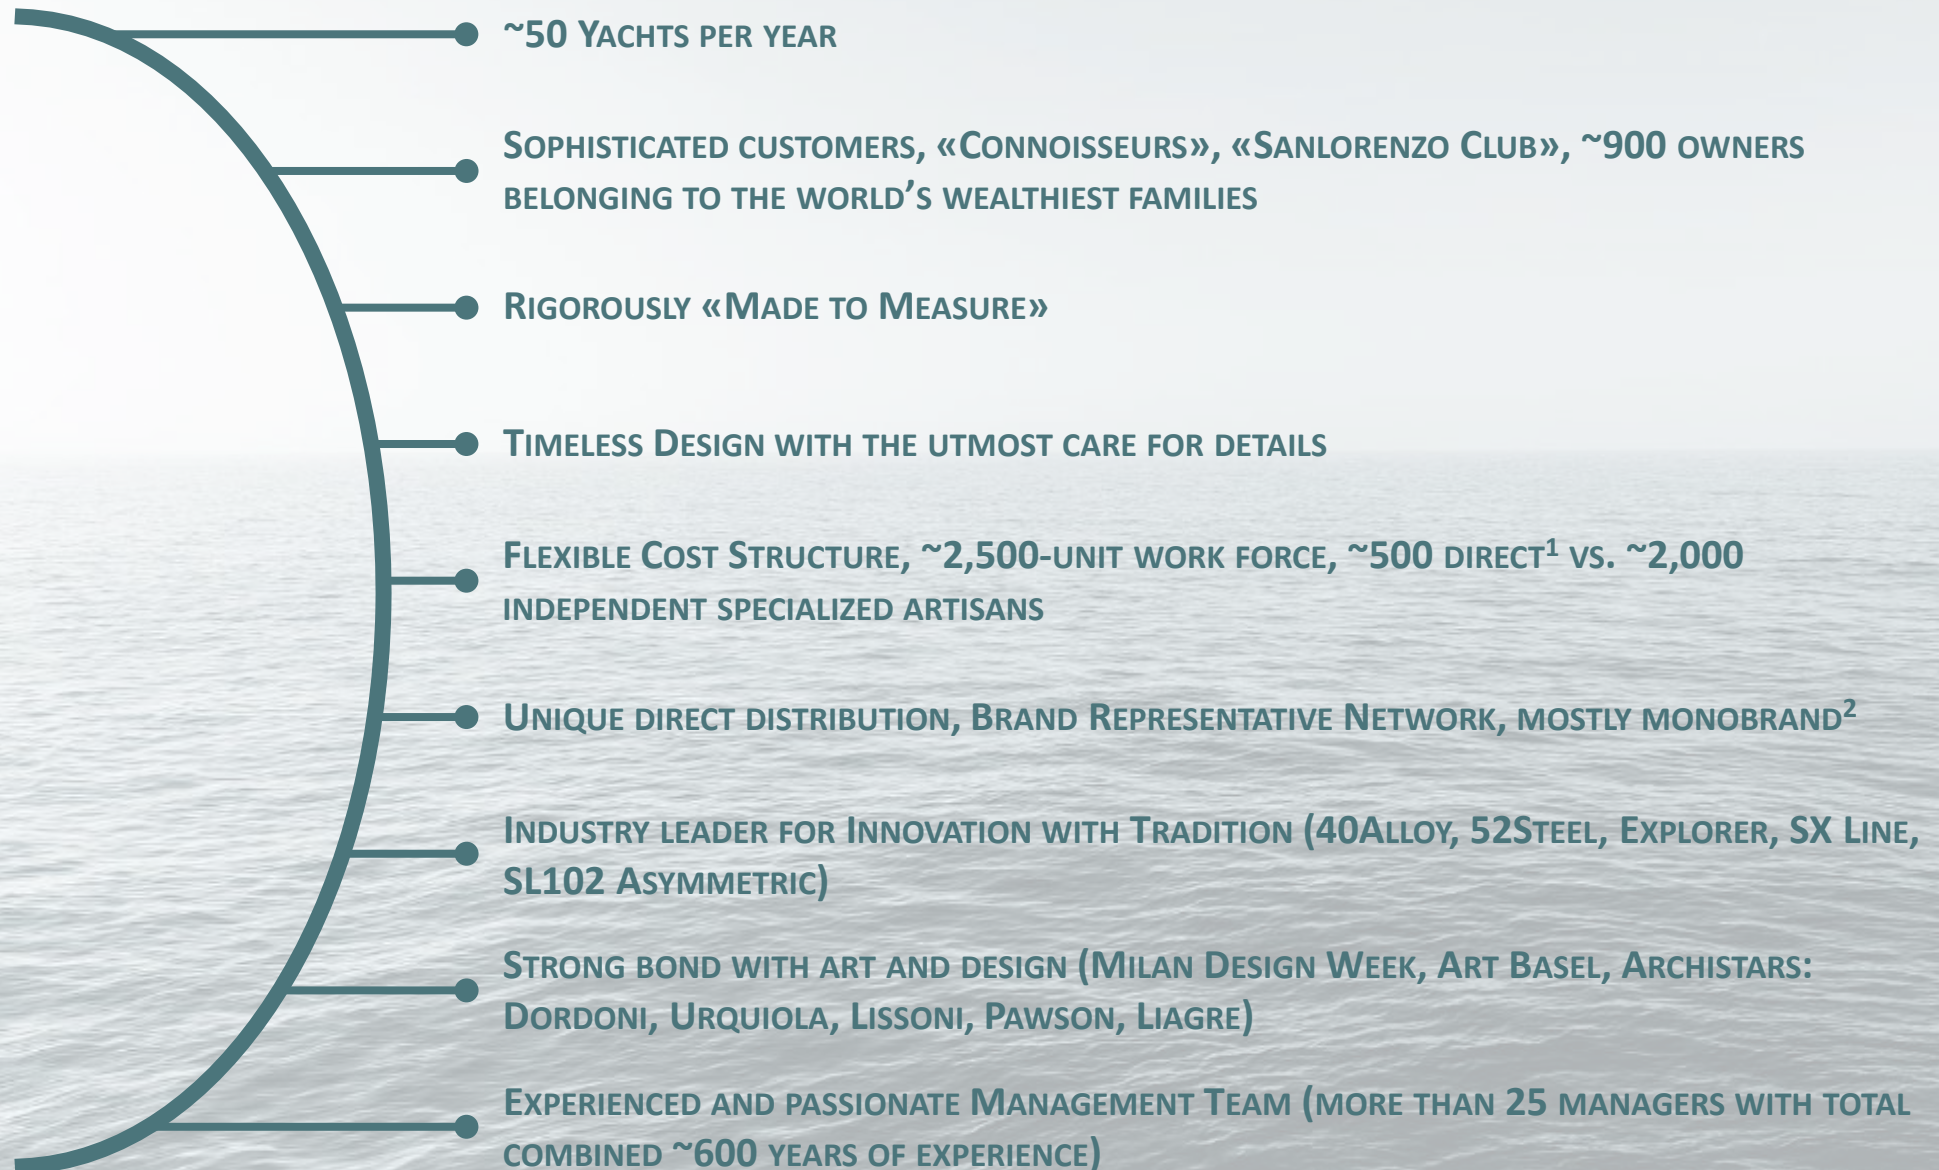 ~50 Yachts per year
Sophisticated customers, «Connoisseurs», «Sanlorenzo Club», ~900 owners
belonging to the world’s wealthiest families
Rigorously «Made to Measure»
Timeless Design with the utmost care for details
Flexible Cost Structure, ~2,500-unit work force, ~500 direct¹ vs. ~2,000
independent specialized artisans
Unique direct distribution, Brand Representative Network, mostly monobrand²
Industry leader for Innovation with Tradition (40Alloy, 52Steel, Explorer, SX Line,
SL102 Asymmetric)
Strong bond with art and design (Milan Design Week, Art Basel, Archistars:
Dordoni, Urquiola, Lissoni, Pawson, Liagre)
Experienced and passionate Management Team (more than 25 managers with total
combined ~600 years of experience)